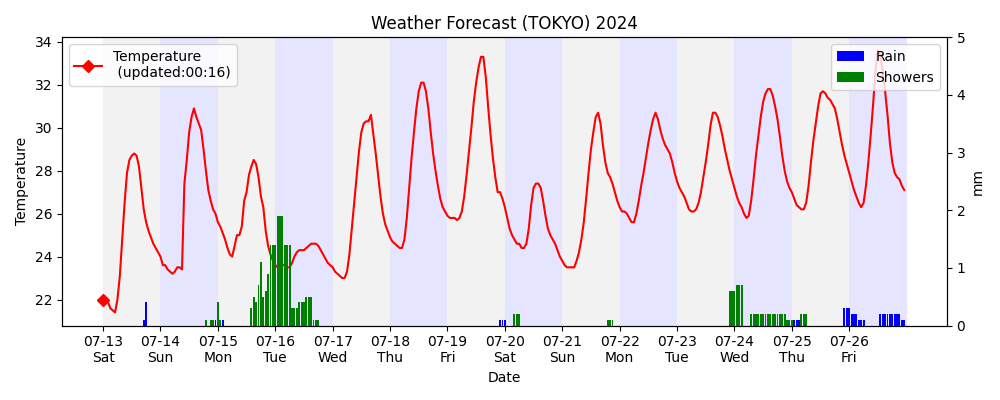 Weather Forecast (TOKYO) 2024
Temperature
(updated:00:16)
Rain
Showers
34
32
30
28
26
24
22
Temperature
5
4
3
2
1
0
mm
07-13 07-14 07-15 07-16 07-17 07-18 07-19 07-20 07-21 07-22 07-23 07-24 07-25 07-26
Sat Sun Mon Tue Wed Thu Fri Sat Sun Mon Tue Wed Thu Fri
Date